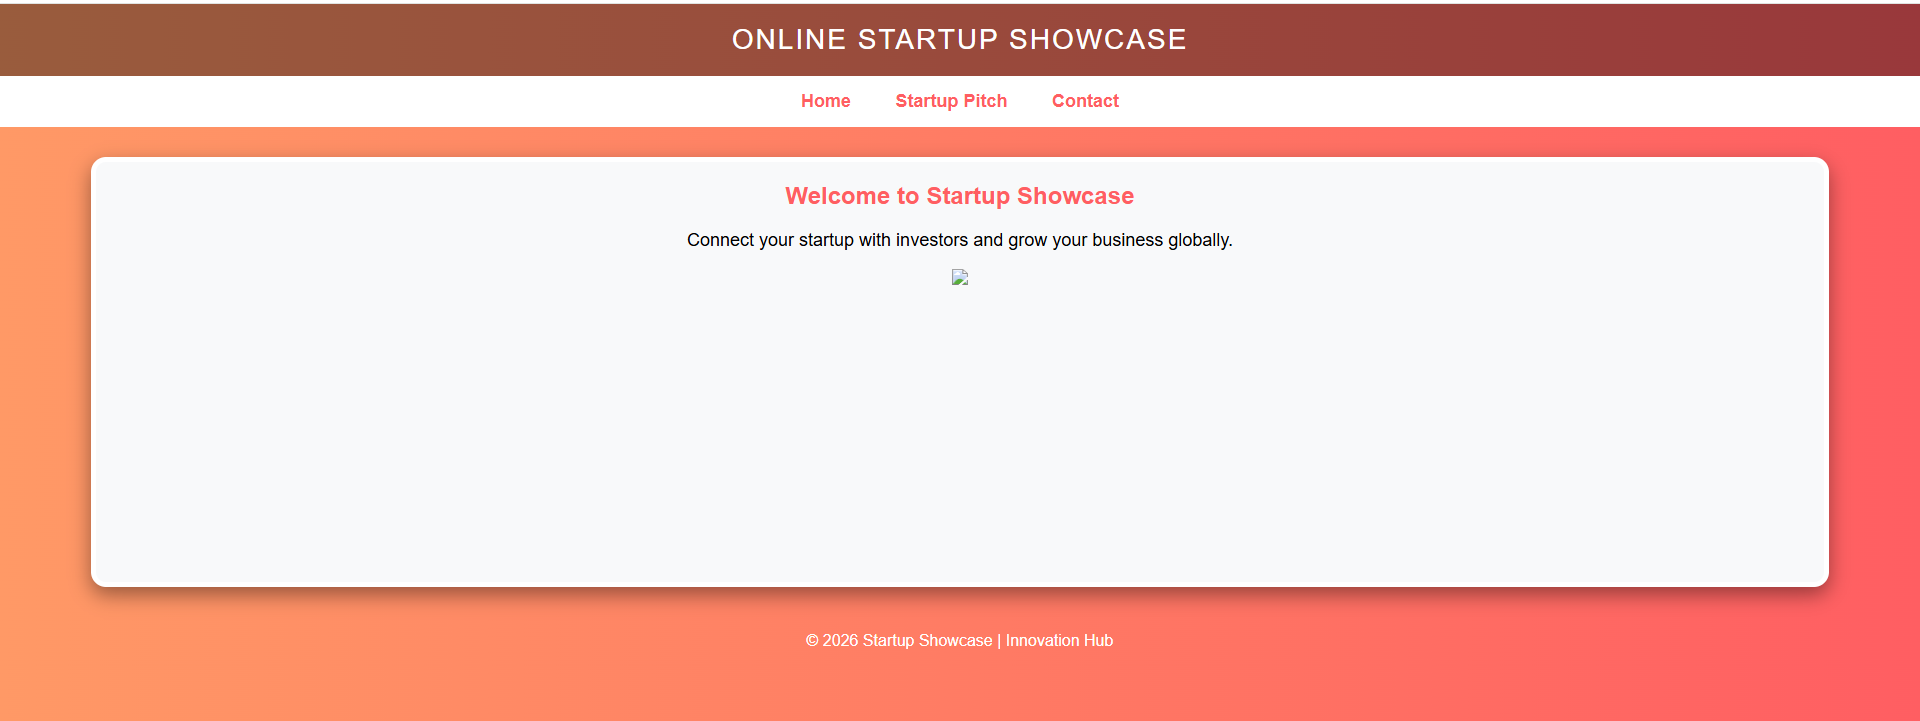 ONLINE STARTUP SHOWCASE
Home Startup Pitch Contact
Welcome to Startup Showcase
Connect your startup with investors and grow your business globally.
© 2026 Startup Showcase | Innovation Hub